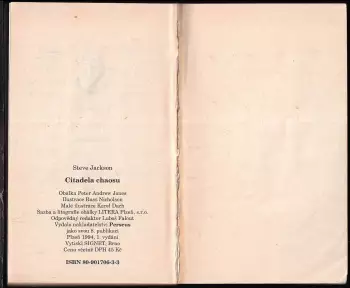 Steve Jackson
Citadela chaosu
Obálka Peter Andrew Jones
Ilustrace Russ Nicholson
Malé ilustrace Karel
Sazba a litografie obálky LITERA Plzeň, s.r.o.
Odpovědný redaktor Luboš
Vydalo nakladatelství Perseus
jako svou 8. publikaci
Plzeň 1994, 1. vydání
Vytiskl SIGNET, Brno
Cena včetně DPH 45 Kč
ISBN 80-901706-3-3